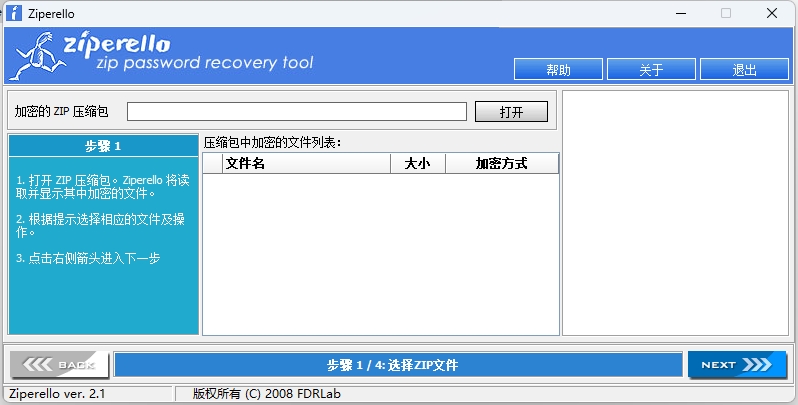 Ziperello
ziperello
zip password recovery tool
帮助
关于
退出
加密的 ZIP 压缩包
打开
步骤 1
1. 打开 ZIP 压缩包。Ziperello 将读
取并显示其中加密的文件。
2. 根据提示选择相应的文件及操
作。
3. 点击右侧箭头进入下一步
压缩包中加密的文件列表：
文件名 大小 加密方式
BACK
步骤 1 / 4: 选择ZIP文件
NEXT
Ziperello ver. 2.1
版权所有 (C) 2008 FDRLab